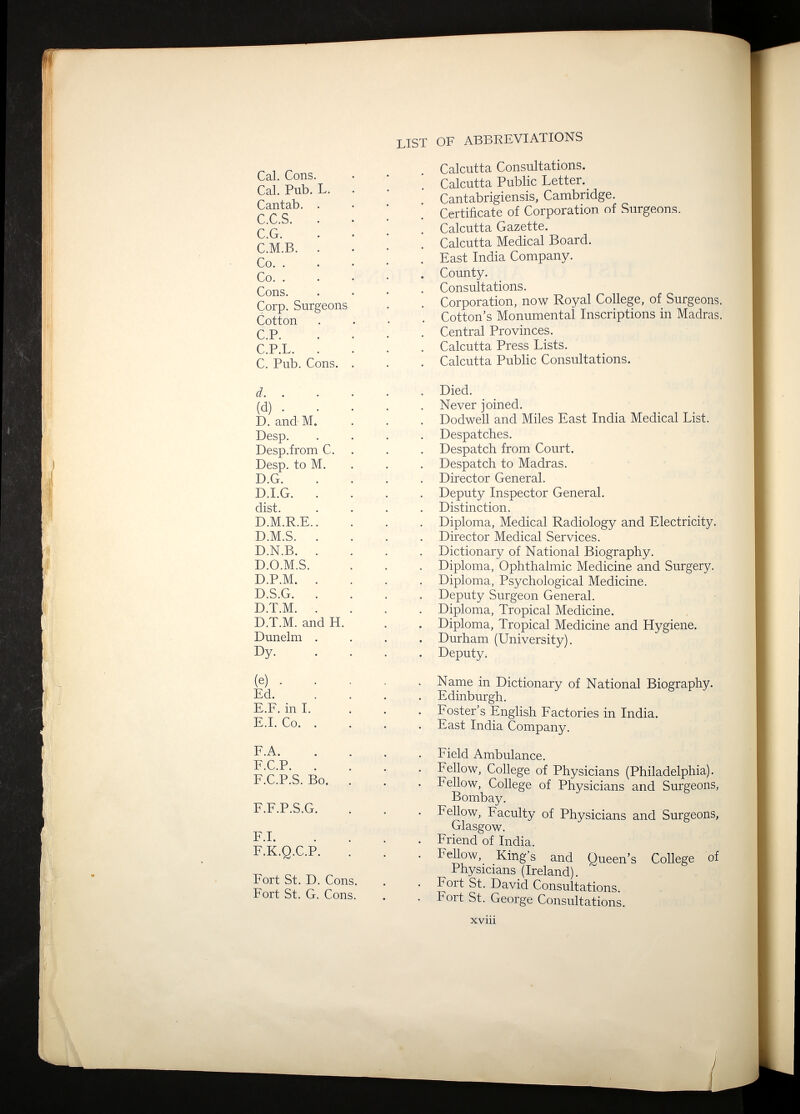 LIST OF ABBREVIATIONS
Cal. Cons. . . . Calcutta Consultations.
Cal. Pub. L. . . . Calcutta Public Letter.
Cantab. . . . . Cantabrigiensis, Cambridge.
C.C.S. . . . . Certificate of Corporation of Surgeons.
C.G. . . . . Calcutta Gazette.
C.M.B. . . . . Calcutta Medical Board.
Co. . . . . . East India Company.
Co. . . . . . County.
Cons. . . . . Consultations.
Corp. Surgeons . . Corporation, now Royal College, of Surgeons.
Cotton . . . . Cotton's Monumental Inscriptions in Madras.
C.P. . . . . Central Provinces.
C.P.L. . . . . Calcutta Press Lists.
C. Pub. Cons. . . . Calcutta Public Consultations.
d. . . . . . Died.
(d) . . . . . Never joined.
D. and M. . . . Dodwell and Miles East India Medical List.
Desp. . . . . Despatches.
Desp.from C. . . . Despatch from Court.
Desp. to M. . . . Despatch to Madras.
D.G. . . . . Director General.
D.I.G. . . . . Deputy Inspector General.
dist. . . . . Distinction.
D.M.R.E.. . . . Diploma, Medical Radiology and Electricity.
D.M.S. . . . . Director Medical Services.
D.N.B. . . . . Dictionary of National Biography.
D.O.M.S. . . . Diploma, Ophthalmic Medicine and Surgery.
D.P.M. . . . . Diploma, Psychological Medicine.
D.S.G. . . . . Deputy Surgeon General.
D.T.M. . . . . Diploma, Tropical Medicine.
D.T.M. and H. . . Diploma, Tropical Medicine and Hygiene.
Dunelm . . . . Durham (University).
Dy. . . . . Deputy.
(e) . . . . . Name in Dictionary of National Biography.
Ed. . . . . Edinburgh.
E.F. in I. . . . Foster's English Factories in India.
E.I. Co. . . . . East India Company.
F.A. . . . . Field Ambulance.
F.C.P. . . . . Fellow, College of Physicians (Philadelphia).
F.C.P.S. Bo. . . . Fellow, College of Physicians and Surgeons,
Bombay.
F.F.P.S.G. . . . Fellow, Faculty of Physicians and Surgeons,
Glasgow.
F.I. . . . . Friend of India.
F.K.Q.C.P. . . . Fellow, King's and Queen's College of
Physicians (Ireland).
Fort St. D. Cons. . . Fort St. David Consultations.
Fort St. G. Cons. . . Fort St. George Consultations.
xviii